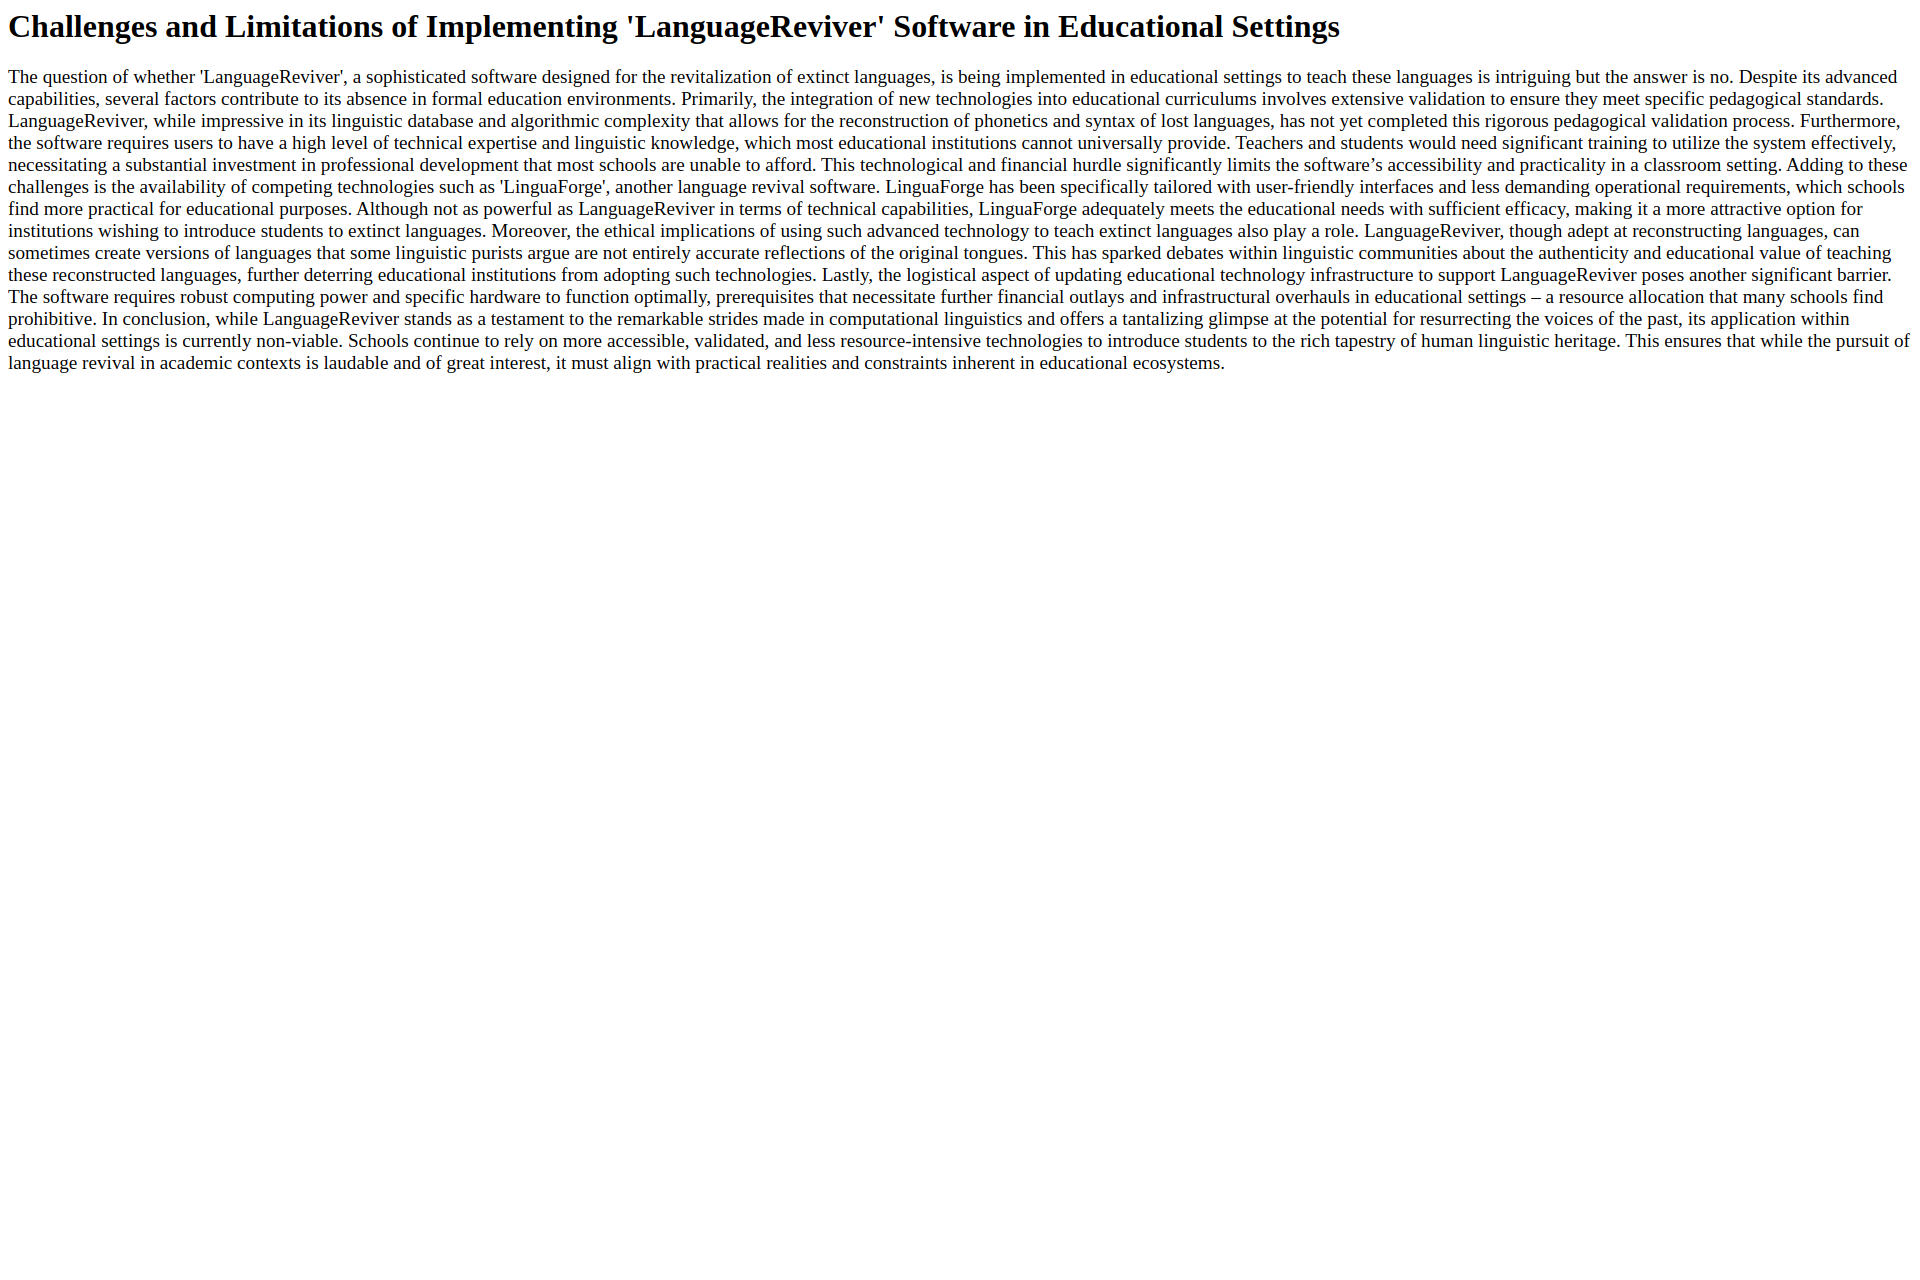 Challenges and Limitations of Implementing 'LanguageReviver' Software in Educational Settings
The question of whether 'LanguageReviver', a sophisticated software designed for the revitalization of extinct languages, is being implemented in educational settings to teach these languages is intriguing but the answer is no. Despite its advanced
capabilities, several factors contribute to its absence in formal education environments. Primarily, the integration of new technologies into educational curriculums involves extensive validation to ensure they meet specific pedagogical standards.
LanguageReviver, while impressive in its linguistic database and algorithmic complexity that allows for the reconstruction of phonetics and syntax of lost languages, has not yet completed this rigorous pedagogical validation process. Furthermore,
the software requires users to have a high level of technical expertise and linguistic knowledge, which most educational institutions cannot universally provide. Teachers and students would need significant training to utilize the system effectively,
necessitating a substantial investment in professional development that most schools are unable to afford. This technological and financial hurdle significantly limits the software’s accessibility and practicality in a classroom setting. Adding to these
challenges is the availability of competing technologies such as 'LinguaForge', another language revival software. LinguaForge has been specifically tailored with user-friendly interfaces and less demanding operational requirements, which schools
find more practical for educational purposes. Although not as powerful as LanguageReviver in terms of technical capabilities, LinguaForge adequately meets the educational needs with sufficient efficacy, making it a more attractive option for
institutions wishing to introduce students to extinct languages. Moreover, the ethical implications of using such advanced technology to teach extinct languages also play a role. LanguageReviver, though adept at reconstructing languages, can
sometimes create versions of languages that some linguistic purists argue are not entirely accurate reflections of the original tongues. This has sparked debates within linguistic communities about the authenticity and educational value of teaching
these reconstructed languages, further deterring educational institutions from adopting such technologies. Lastly, the logistical aspect of updating educational technology infrastructure to support LanguageReviver poses another significant barrier.
The software requires robust computing power and specific hardware to function optimally, prerequisites that necessitate further financial outlays and infrastructural overhauls in educational settings – a resource allocation that many schools find
prohibitive. In conclusion, while LanguageReviver stands as a testament to the remarkable strides made in computational linguistics and offers a tantalizing glimpse at the potential for resurrecting the voices of the past, its application within
educational settings is currently non-viable. Schools continue to rely on more accessible, validated, and less resource-intensive technologies to introduce students to the rich tapestry of human linguistic heritage. This ensures that while the pursuit of
language revival in academic contexts is laudable and of great interest, it must align with practical realities and constraints inherent in educational ecosystems.